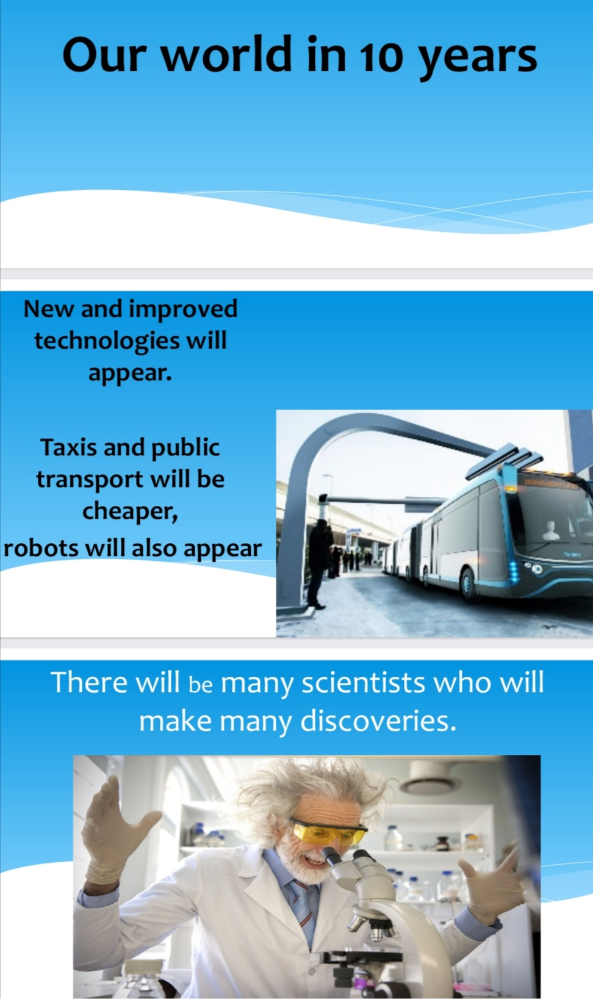 Our world in 10 years
New and improved
technologies will
appear.
Taxis and public
transport will be
cheaper,
robots will also appear
There will be many scientists who will
make many discoveries.